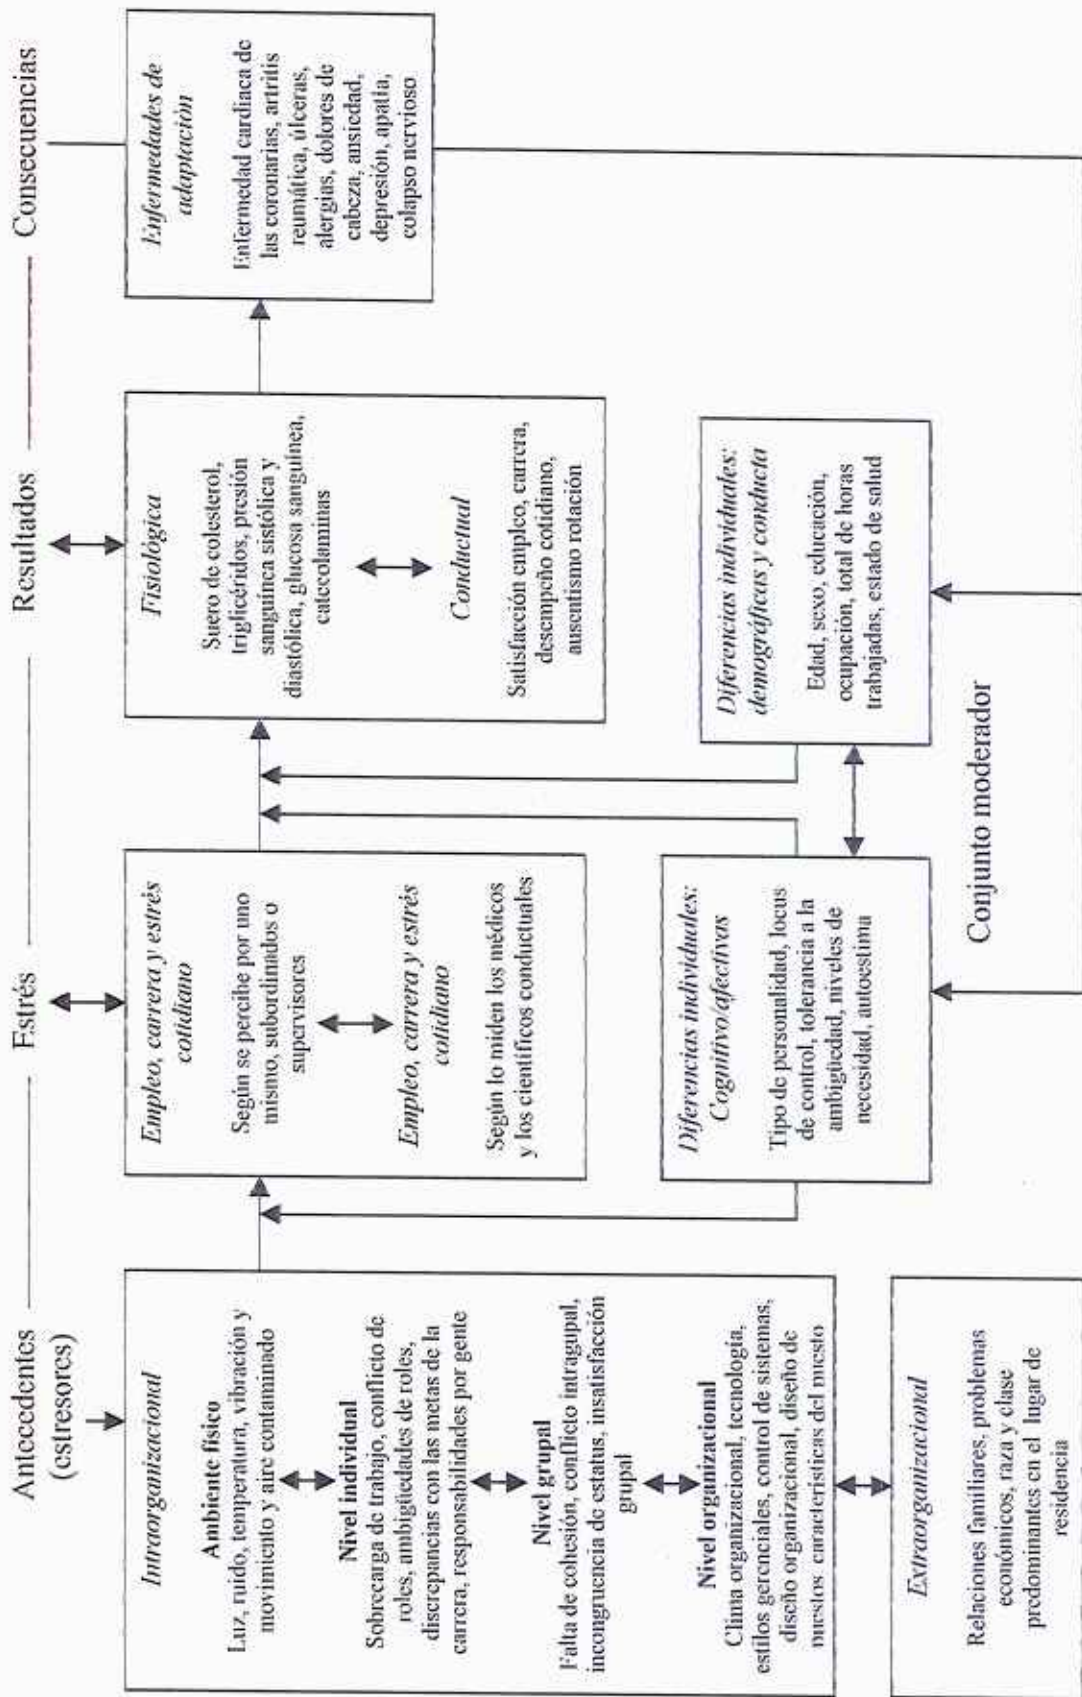 Antecedentes
(estresores)
Estrés
Resultados
Consecuencias
Intraorganizacional
Ambiente físico
Luz, ruido, temperatura, vibración y
movimiento y aire contaminado
Nivel individual
Sobrecarga de trabajo, conflicto de
roles, ambigüedades de roles,
discrepancias con las metas de la
carrera, responsabilidades por gente
Nivel grupal
Falta de cohesión, conflicto intragupal,
incongruencia de estatus, insatisfacción
grupal
Nivel organizacional
Clima organizacional, tecnología,
estilos gerenciales, control de sistemas,
diseño organizacional, diseño de
puestos, características del puesto
Extraorganizacional
Relaciones familiares, problemas
económicos, raza y clase
predominantes en el lugar de
residencia
Empleo, carrera y estrés
cotidiano
Según se percibe por uno
mismo, subordinados o
supervisores
Empleo, carrera y estrés
cotidiano
Según lo miden los médicos
y los científicos conductuales
Diferencias individuales:
Cognitivo/afectivas
Tipo de personalidad, locus
de control, tolerancia a la
ambigüedad, niveles de
necesidad, autoestima
Fisiológica
Suero de colesterol,
triglicéridos, presión
sanguínea sistólica y
diastólica, glucosa sanguínea,
catecolaminas
Conductual
Satisfacción empleo, carrera,
desempeño cotidiano,
ausentismo rotación
Diferencias individuales:
demográficas y conducta
Edad, sexo, educación,
ocupación, total de horas
trabajadas, estado de salud
Conjunto moderador
Enfermedades de
adaptación
Enfermedad cardiaca de
las coronarias, artritis
reumática, úlceras,
alergias, dolores de
cabeza, ansiedad,
depresión, apatía,
colapso nervioso